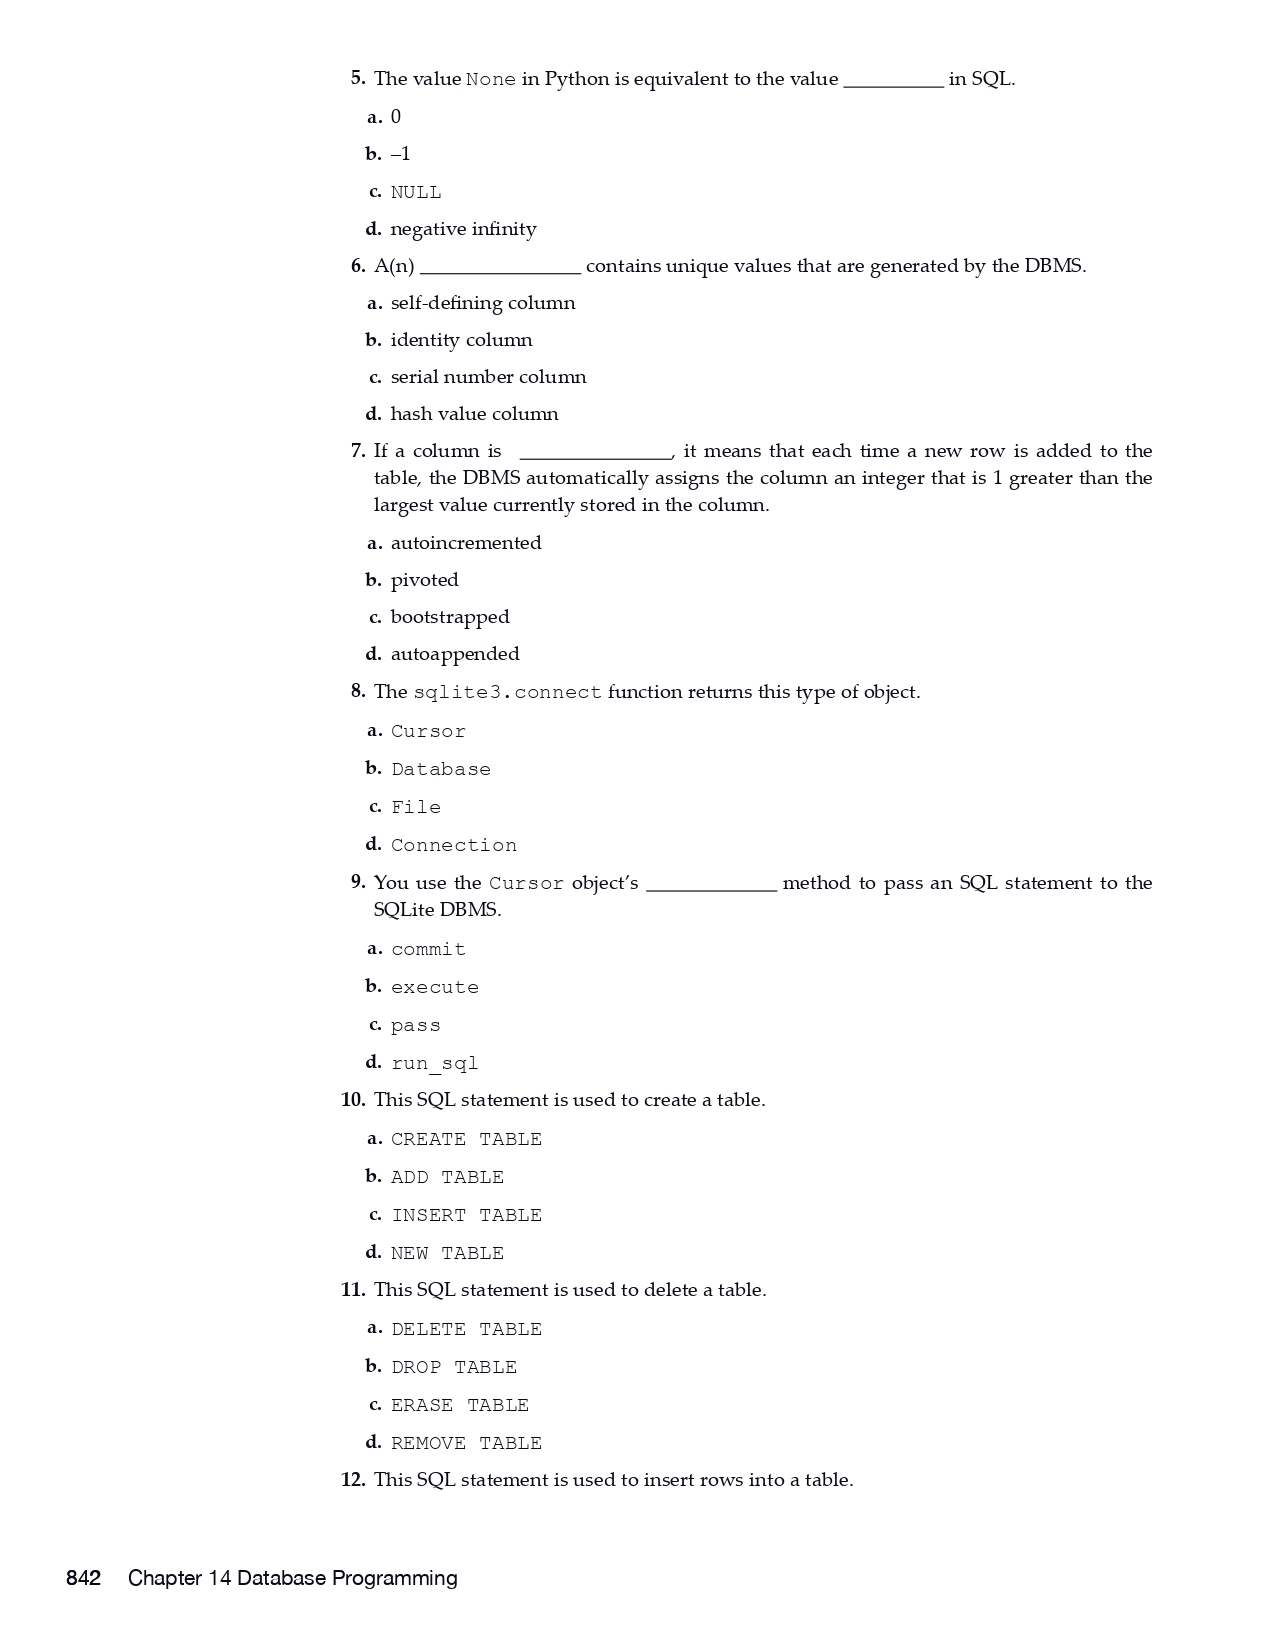 5. The value None in Python is equivalent to the value __________ in SQL.
a. 0
b. –1
c. NULL
d. negative infinity
6. A(n) ________________ contains unique values that are generated by the DBMS.
a. self-defining column
b. identity column
c. serial number column
d. hash value column
7. If a column is _______________, it means that each time a new row is added to the
table, the DBMS automatically assigns the column an integer that is 1 greater than the
largest value currently stored in the column.
a. autoincremented
b. pivoted
c. bootstrapped
d. autoappended
8. The sqlite3.connect function returns this type of object.
a. Cursor
b. Database
c. File
d. Connection
9. You use the Cursor object’s _____________ method to pass an SQL statement to the
SQLite DBMS.
a. commit
b. execute
c. pass
d. run_sql
10. This SQL statement is used to create a table.
a. CREATE TABLE
b. ADD TABLE
c. INSERT TABLE
d. NEW TABLE
11. This SQL statement is used to delete a table.
a. DELETE TABLE
b. DROP TABLE
c. ERASE TABLE
d. REMOVE TABLE
12. This SQL statement is used to insert rows into a table.
842 Chapter 14 Database Programming